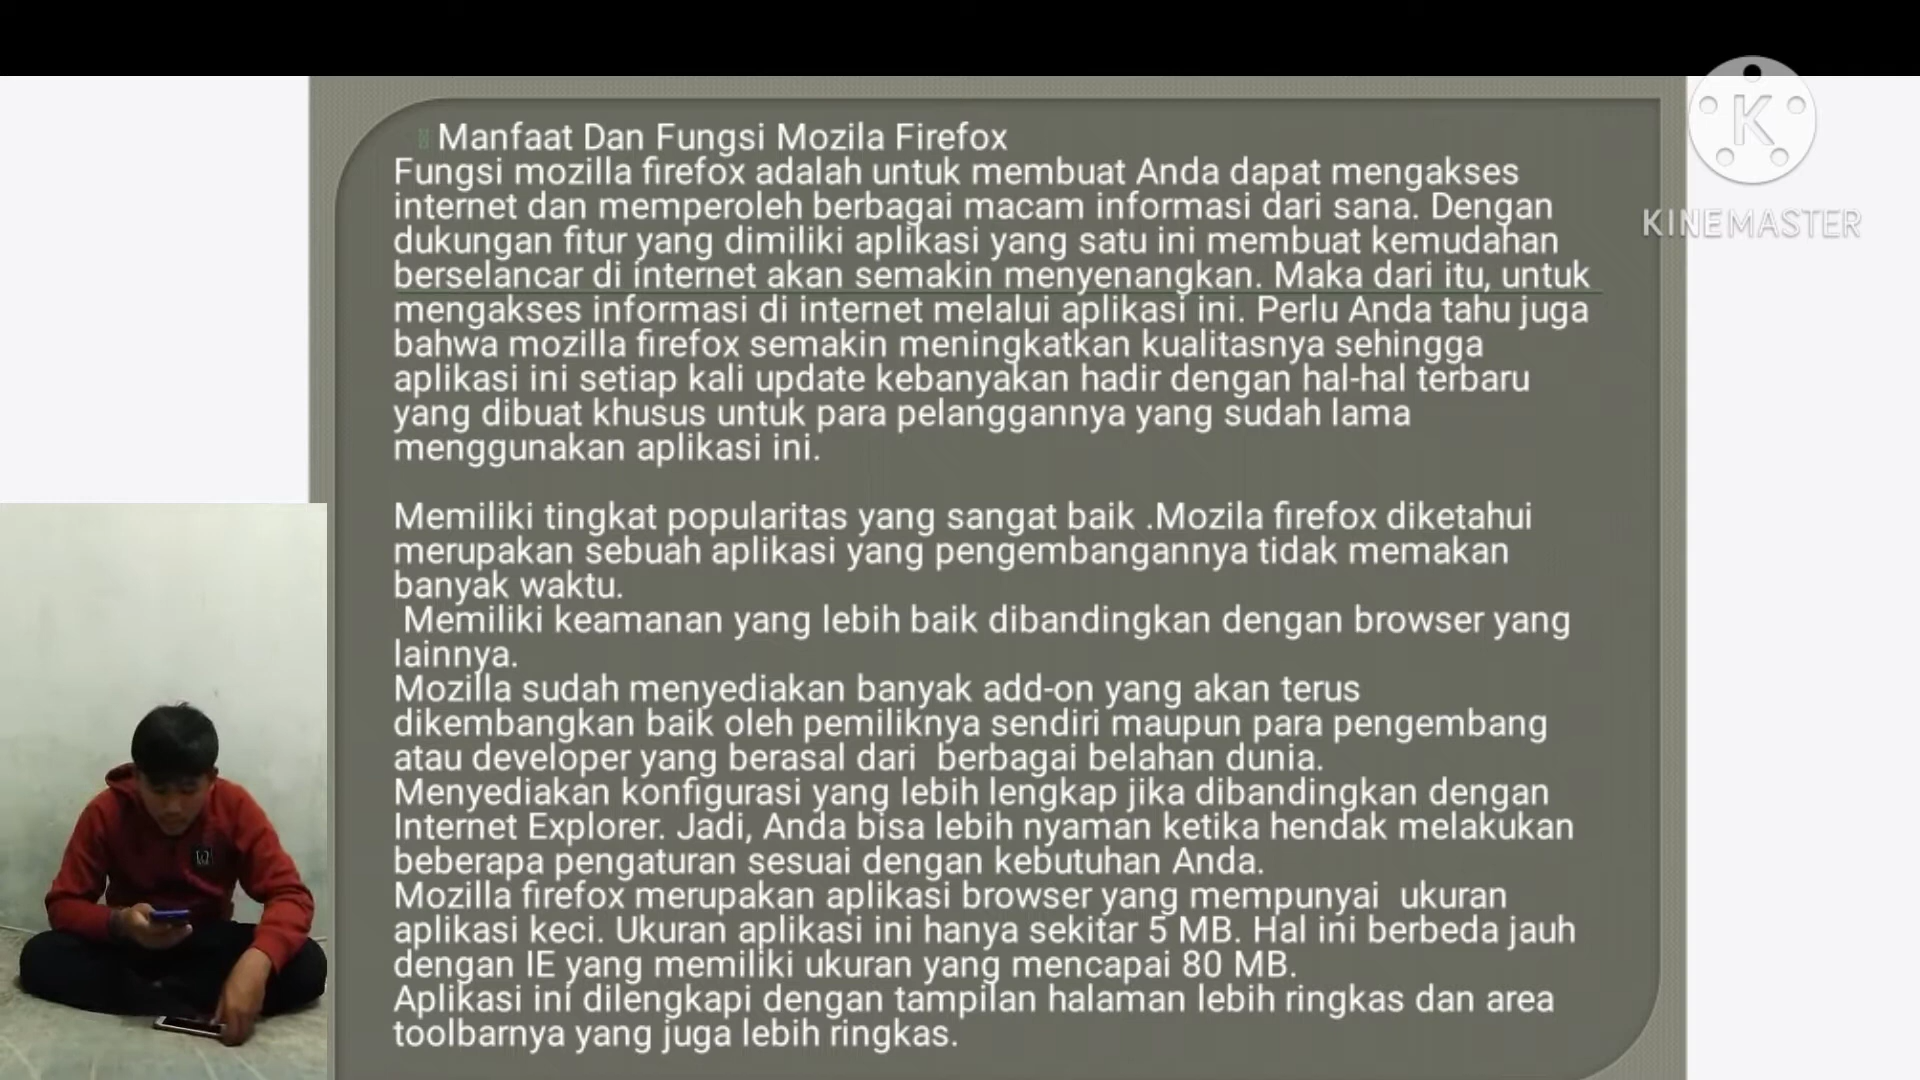 Manfaat Dan Fungsi Mozila Firefox
Fungsi mozilla firefox adalah untuk membuat Anda dapat mengakses
internet dan memperoleh berbagai macam informasi dari sana. Dengan
dukungan fitur yang dimiliki aplikasi yang satu ini membuat kemudahan
berselancar di internet akan semakin menyenangkan. Maka dari itu, untuk
mengakses informasi di internet melalui aplikasi ini. Perlu Anda tahu juga
bahwa mozilla firefox semakin meningkatkan kualitasnya sehingga
aplikasi ini setiap kali update kebanyakan hadir dengan hal-hal terbaru
yang dibuat khusus untuk para pelanggannya yang sudah lama
menggunakan aplikasi ini.
Memiliki tingkat popularitas yang sangat baik .Mozila firefox diketahui
merupakan sebuah aplikasi yang pengembangannya tidak memakan
banyak waktu.
Memiliki keamanan yang lebih baik dibandingkan dengan browser yang
lainnya.
Mozilla sudah menyediakan banyak add-on yang akan terus
dikembangkan baik oleh pemiliknya sendiri maupun para pengembang
atau developer yang berasal dari  berbagai belahan dunia.
Menyediakan konfigurasi yang lebih lengkap jika dibandingkan dengan
Internet Explorer. Jadi, Anda bisa lebih nyaman ketika hendak melakukan
beberapa pengaturan sesuai dengan kebutuhan Anda.
Mozilla firefox merupakan aplikasi browser yang mempunyai  ukuran
aplikasi keci. Ukuran aplikasi ini hanya sekitar 5 MB. Hal ini berbeda jauh
dengan IE yang memiliki ukuran yang mencapai 80 MB.
Aplikasi ini dilengkapi dengan tampilan halaman lebih ringkas dan area
toolbarnya yang juga lebih ringkas.
K
KINEMASTER